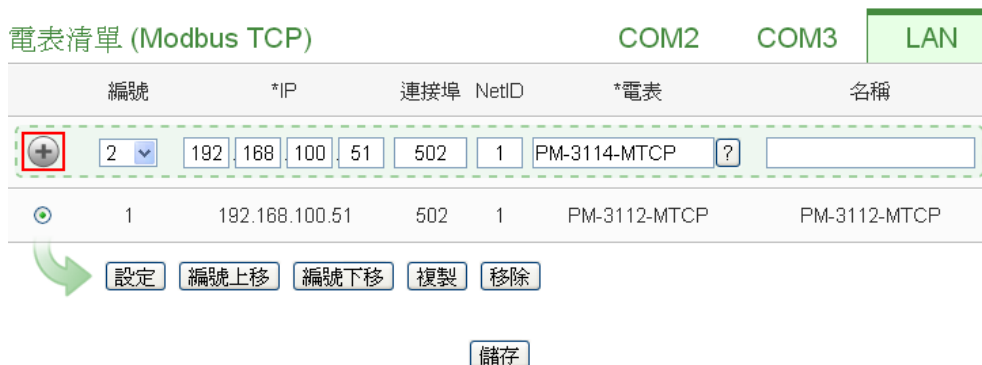 電表清單 (Modbus TCP) COM2 COM3 LAN
編號 *IP 連接埠 NetID *電表 名稱
2 192 . 168 . 100 . 51 502 1 PM-3114-MTCP ?
1 192.168.100.51 502 1 PM-3112-MTCP PM-3112-MTCP
設定 編號上移 編號下移 複製 移除
儲存